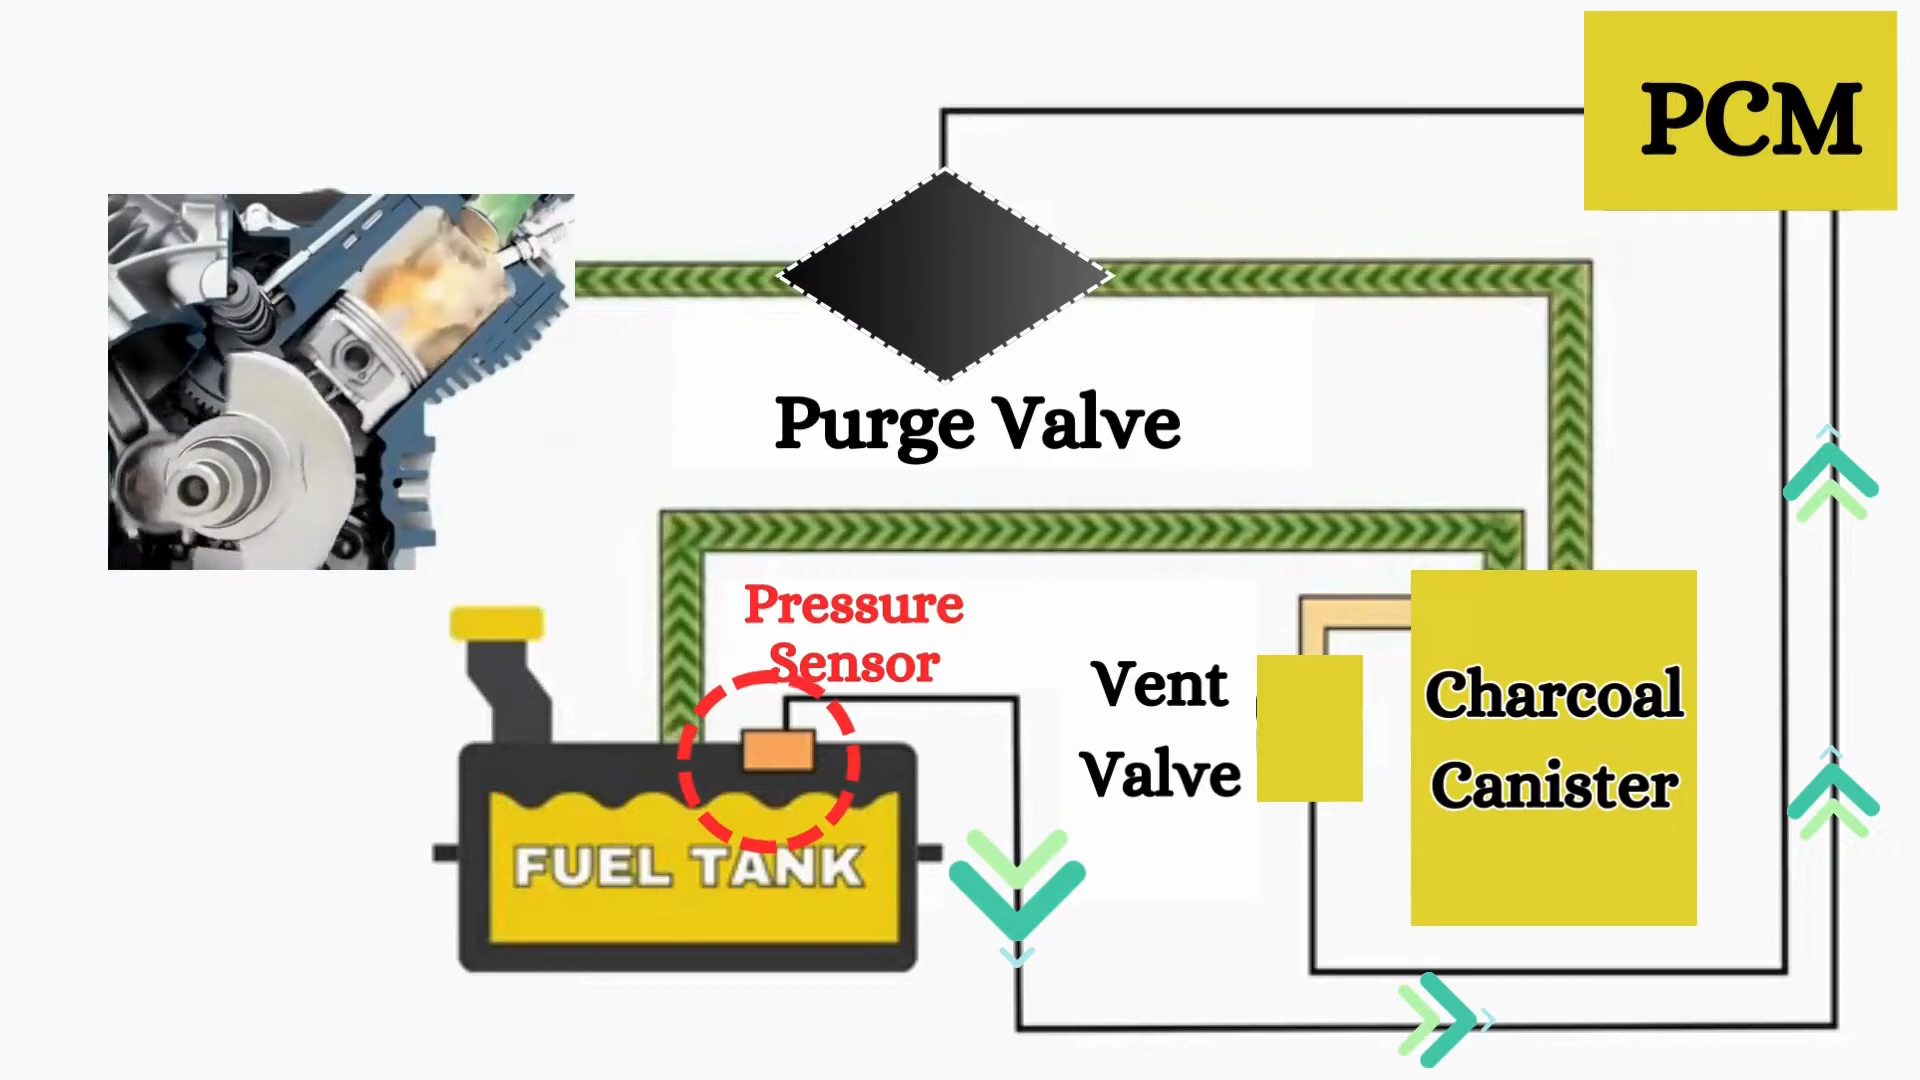 PCM
Purge Valve
Pressure
Sensor
Vent
Valve
Charcoal
Canister
FUEL TANK